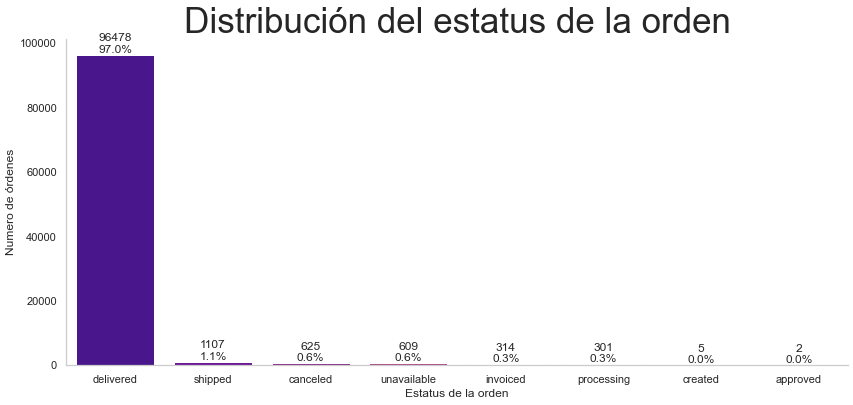 Distribución del estatus de la orden
Numero de órdenes
100000
80000
60000
40000
20000
0
96478
97.0%
1107
1.1%
625
0.6%
609
0.6%
314
0.3%
301
0.3%
5
0.0%
2
0.0%
delivered
shipped
canceled
unavailable
invoiced
processing
created
approved
Estatus de la orden